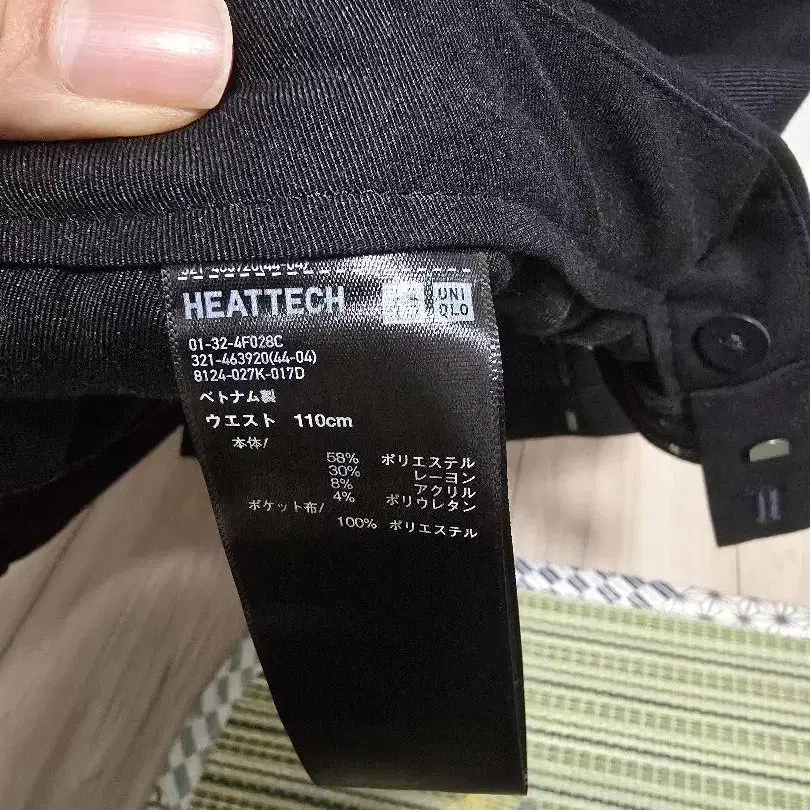 HEATTECH
UNI
QLO
01-32-4F028C
321-463920(44-04)
8124-027K-017D
ベトナム製
ウエスト 110cm
本体/
58% ポリエステル
30% レーヨン
8% アクリル
4% ポリウレタン
ポケット布/
100% ポリエステル